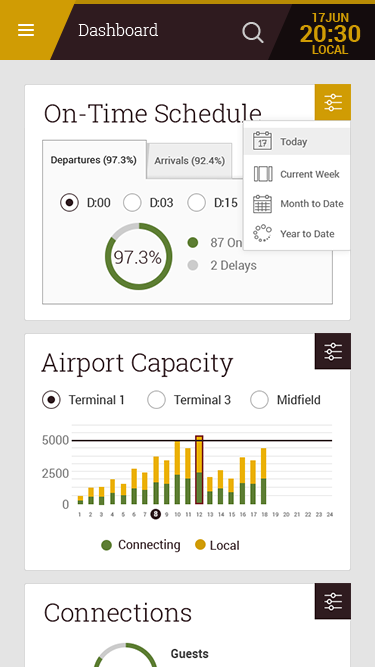 Dashboard
17JUN
20:30
LOCAL
On-Time Schedule
Departures (97.3%)
Arrivals (92.4%)
17
Today
Current Week
Month to Date
Year to Date
D:00
D:03
D:15
97.3%
87 On
2 Delays
Airport Capacity
Terminal 1
Terminal 3
Midfield
5000
2500
0
1 2 3 4 5 6 7 8 9 10 11 12 13 14 15 16 17 18 19 20 21 22 23 24
Connecting
Local
Connections
Guests